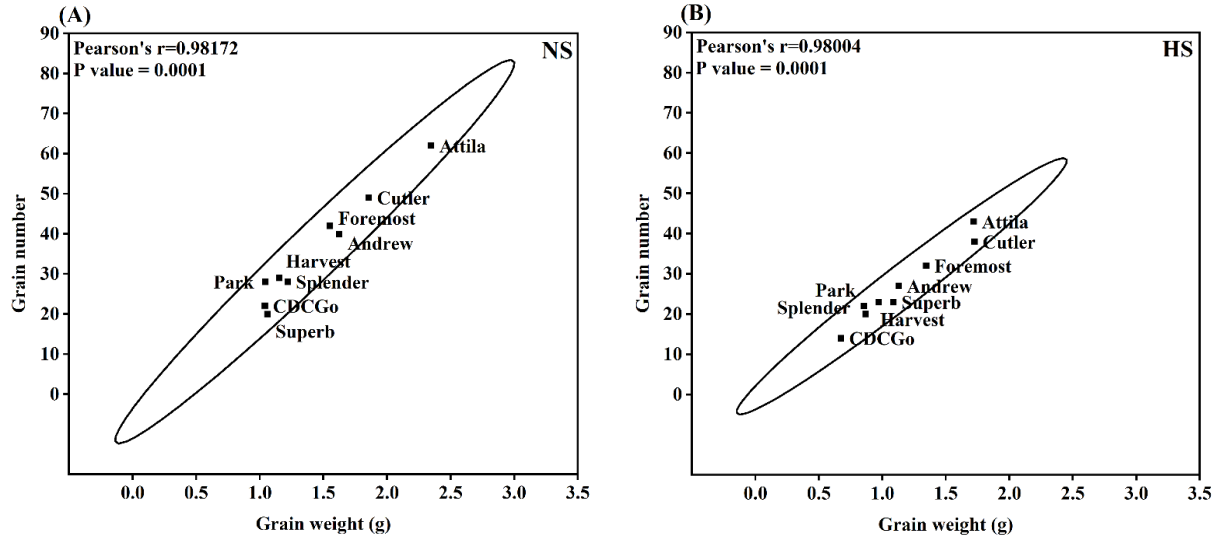 (A)
Pearson's r=0.98172
P value = 0.0001
NS
90
80
70
60
50
40
30
20
10
0
Grain number
Attila
Cutler
Foremost
Andrew
Harvest
Park
Splender
CDCGo
Superb
0.0 0.5 1.0 1.5 2.0 2.5 3.0 3.5
Grain weight (g)
(B)
Pearson's r=0.98004
P value = 0.0001
HS
90
80
70
60
50
40
30
20
10
0
Grain number
Attila
Cutler
Foremost
Andrew
Park
Splender
Superb
Harvest
CDCGo
0.0 0.5 1.0 1.5 2.0 2.5 3.0 3.5
Grain weight (g)